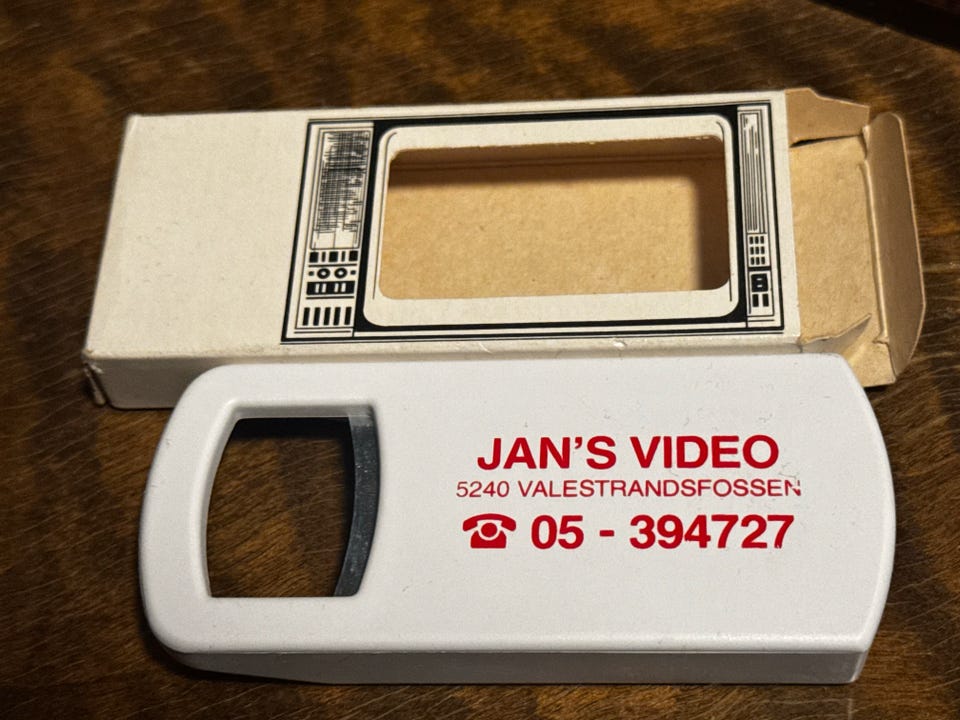 JAN'S VIDEO
5240 VALESTRANDSFOSSEN
☎ 05 - 394727